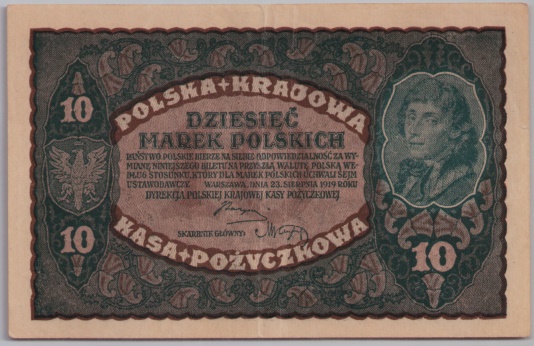 POLSKA+KRAJOWA
10
DZIESIĘĆ
MAREK POLSKICH
PAŃSTWO POLSKIE BIERZE NA SIEBIE ODPOWIEDZIALNOŚĆ ZA WY-
MIANĘ NINIEJSZEGO BILETU NA PRZYSZŁĄ WALUTĘ POLSKĄ WE-
DŁUG STOSUNKU, KTÓRY DLA MAREK POLSKICH UCHWALI SEJM
USTAWODAWCZY. WARSZAWA, DNIA 23. SIERPNIA 1919 ROKU
DYREKCJA POLSKIEJ KRAJOWEJ KASY POŻYCZKOWEJ
SKARBNIK GŁÓWNY:
10
10
KASA+POŻYCZKOWA